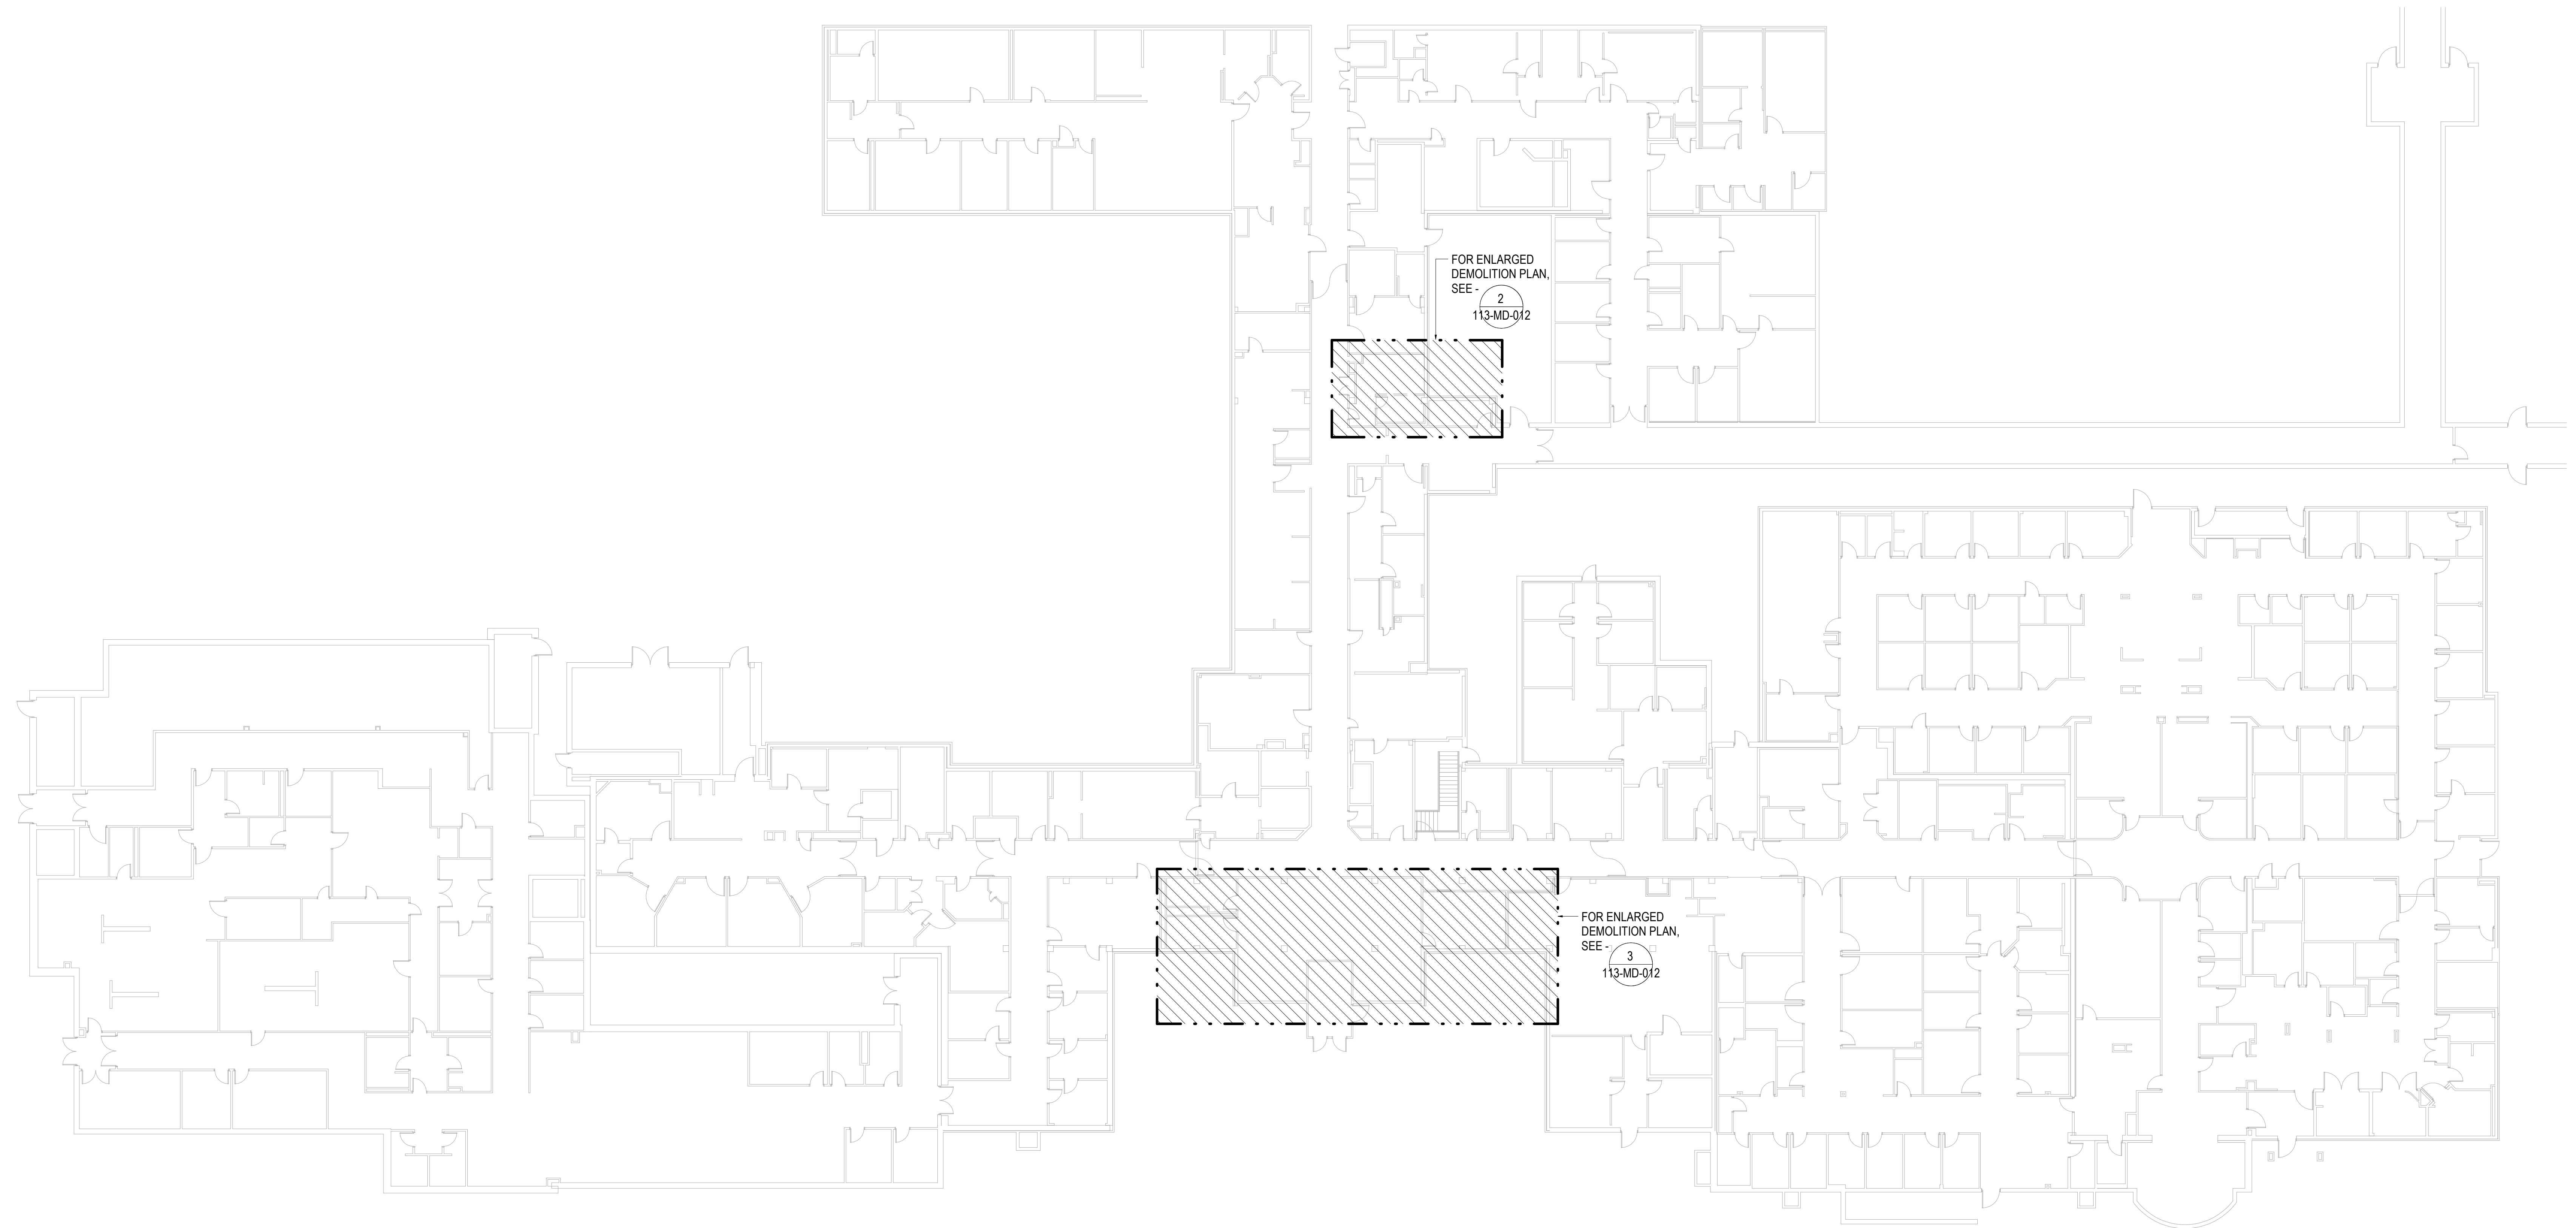 FOR ENLARGED
DEMOLITION PLAN,
SEE -
2
113-MD-012
FOR ENLARGED
DEMOLITION PLAN,
SEE -
3
113-MD-012